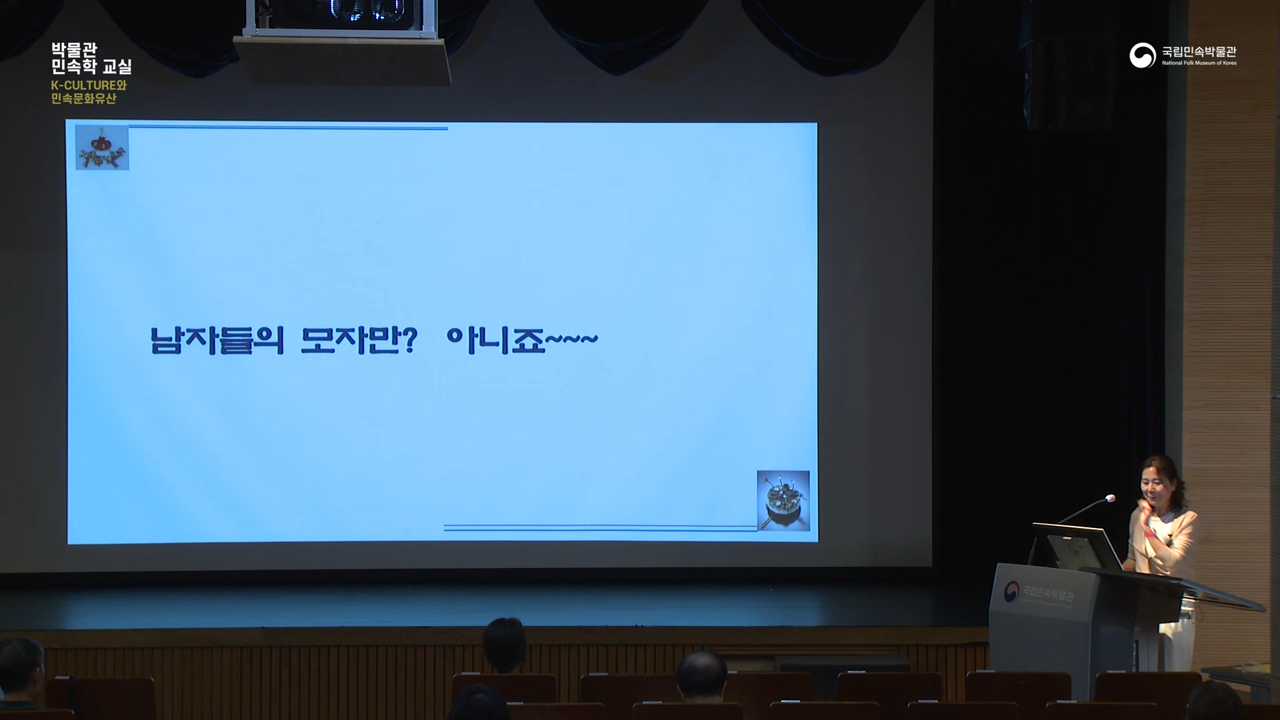 박물관
민속학 교실
K-CULTURE와
민속문화유산
국립민속박물관
National Folk Museum of Korea
남자들의 모자만? 아니죠~~~
국립민속박물관